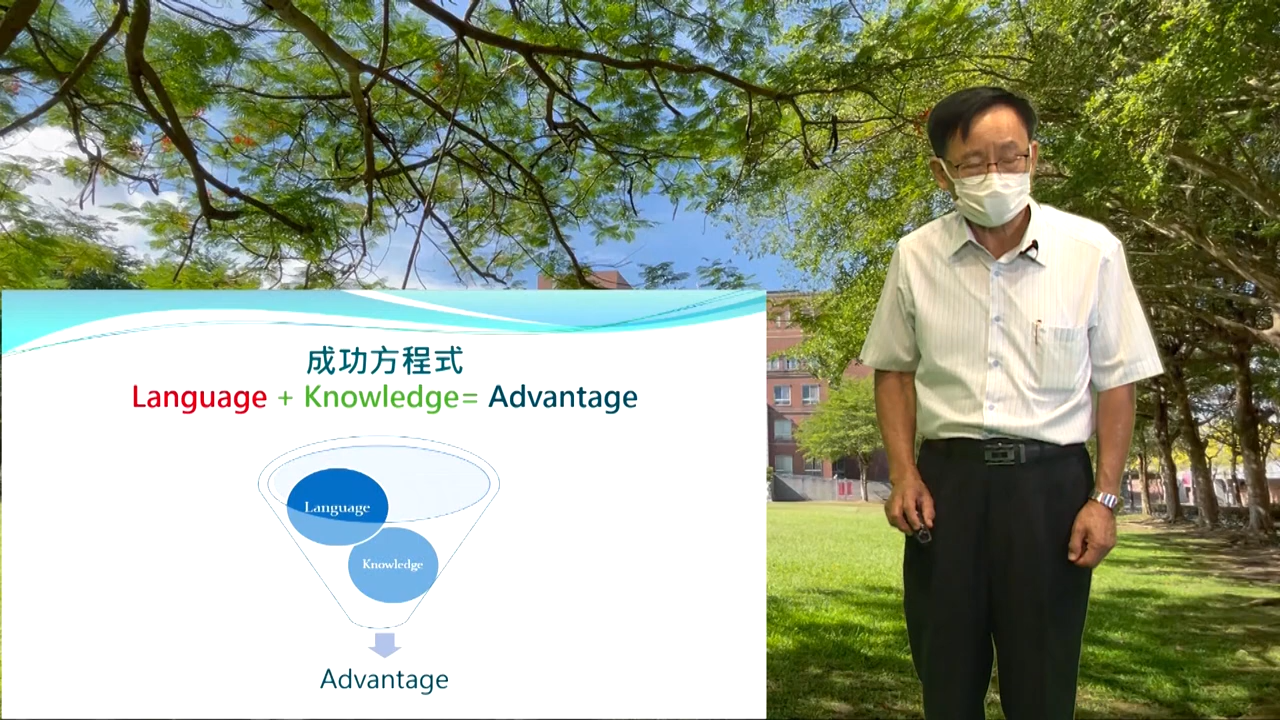 成功方程式
Language + Knowledge= Advantage
Language
Knowledge
Advantage